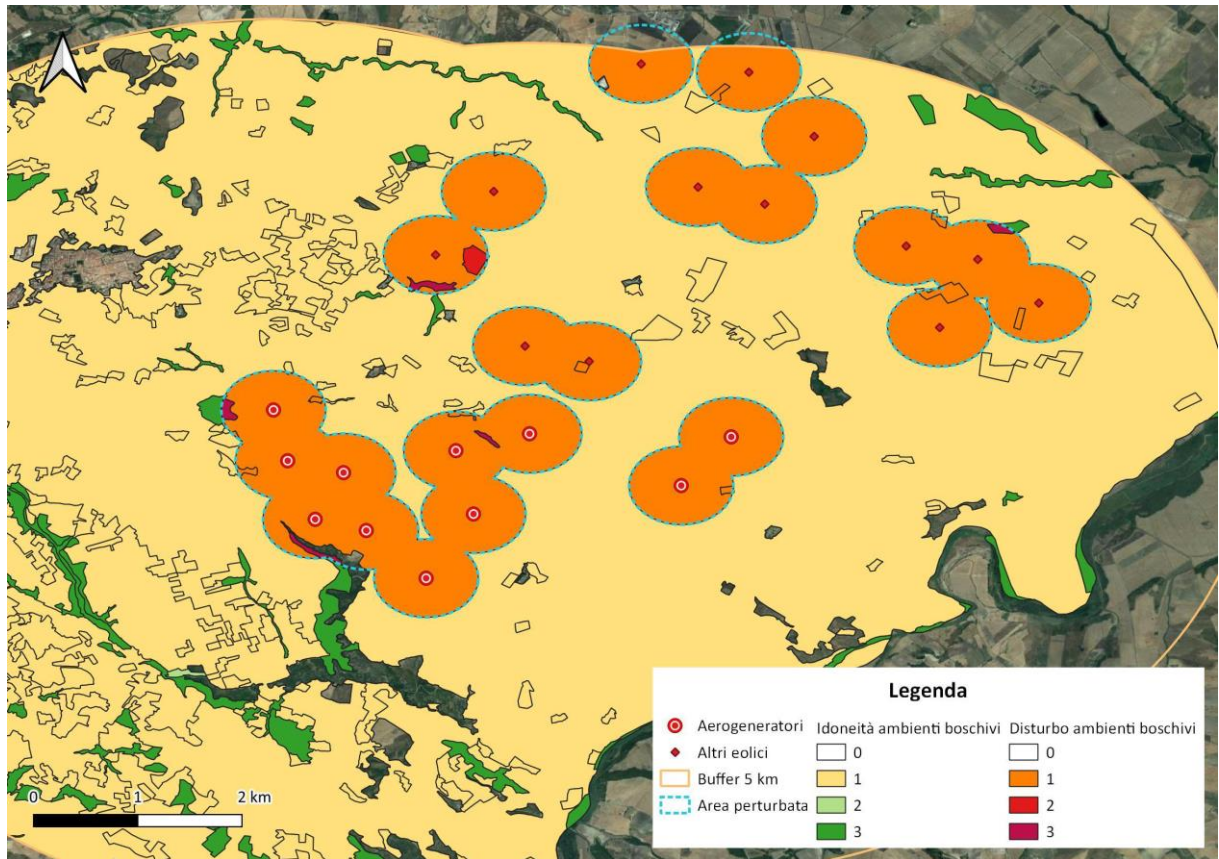 Legenda
Aerogeneratori
Altri eolici
Buffer 5 km
Area perturbata
Idoneità ambienti boschivi
0
1
2
3
Disturbo ambienti boschivi
0
1
2
3
0 1 2 km